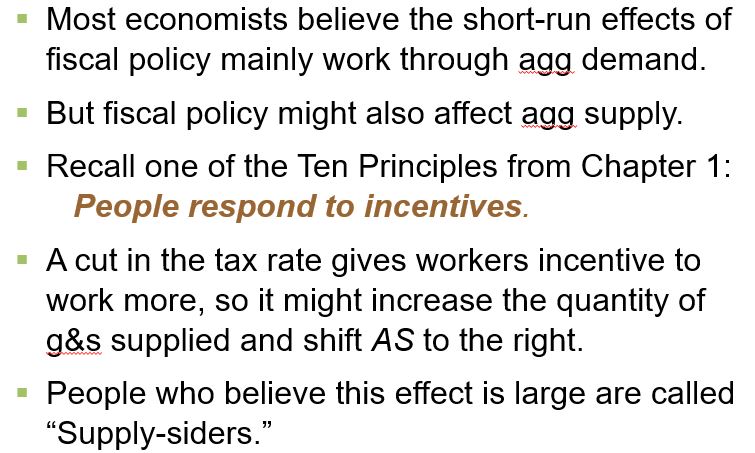 ▪ Most economists believe the short-run effects of
fiscal policy mainly work through agg demand.
▪ But fiscal policy might also affect agg supply.
▪ Recall one of the Ten Principles from Chapter 1:
People respond to incentives.
▪ A cut in the tax rate gives workers incentive to
work more, so it might increase the quantity of
g&s supplied and shift AS to the right.
▪ People who believe this effect is large are called
“Supply-siders.”